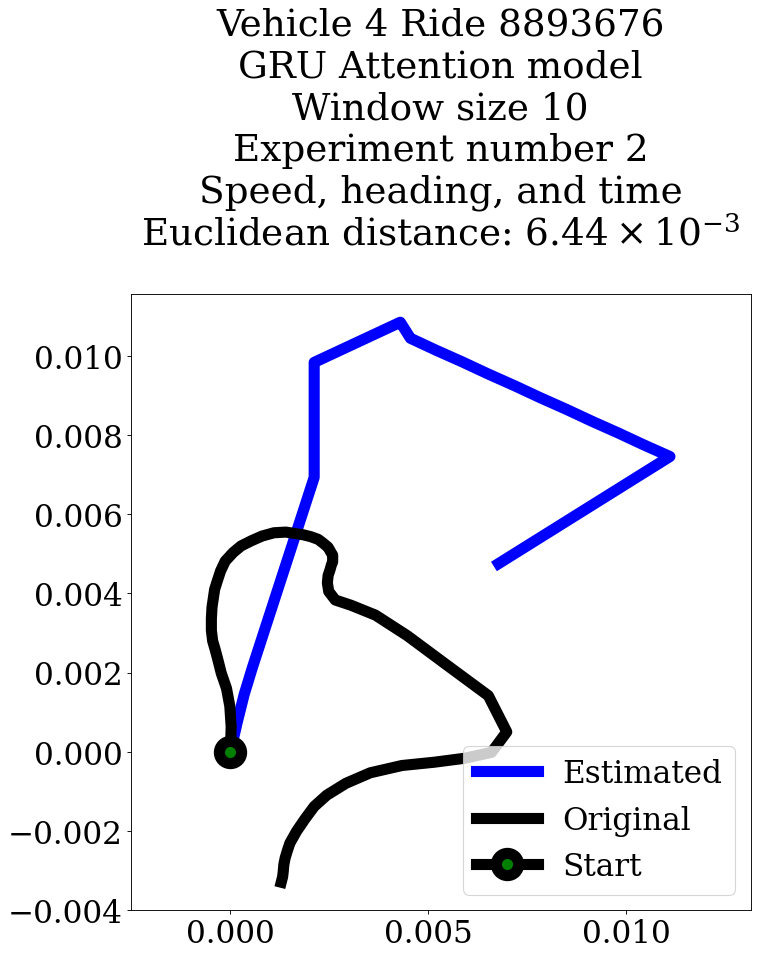 Vehicle 4 Ride 8893676
GRU Attention model
Window size 10
Experiment number 2
Speed, heading, and time
Euclidean distance: 6.44 × 10⁻³
0.010
0.008
0.006
0.004
0.002
0.000
−0.002
−0.004
0.000 0.005 0.010
Estimated
Original
Start